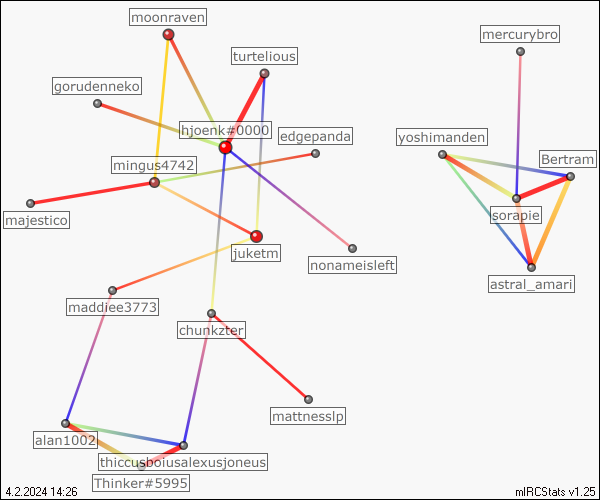 moonraven
mercurybro
turtelious
gorudenneko
hjoenk#0000
edgepanda
yoshimanden
mingus4742
Bertram
majestico
sorapie
juketm
nonameisleft
astral_amari
maddiee3773
chunkzter
mattnesslp
alan1002
thiccusboiusalexusjoneus
Thinker#5995
4.2.2024 14:26
mIRCStats v1.25